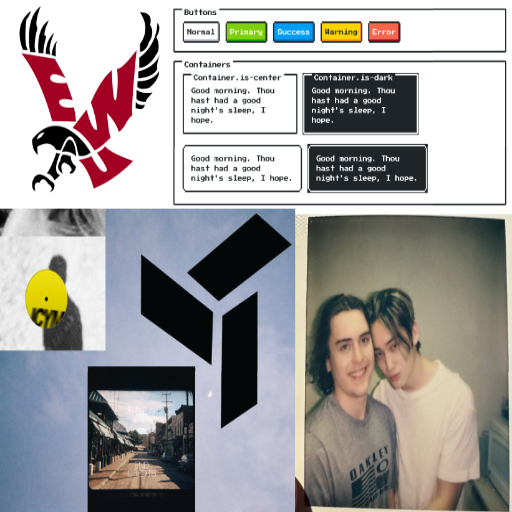 EWU
Buttons
Normal
Primary
Success
Warning
Error
Containers
Container.is-center
Good morning. Thou
hast had a good
night's sleep, I
hope.
Container.is-dark
Good morning. Thou
hast had a good
night's sleep, I
hope.
Good morning. Thou
hast had a good
night's sleep, I hope.
Good morning. Thou
hast had a good
night's sleep, I hope.
OAKLEY